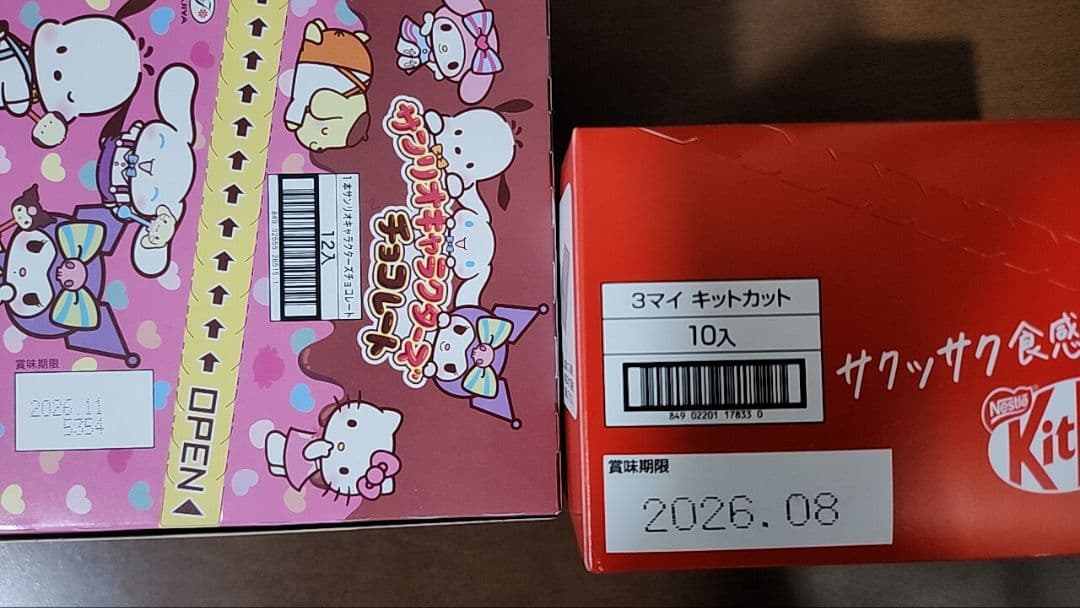 サンリオキャラクターズ
チョコレート
1本サンリオキャラクターズチョコレート
12入
OPEN
賞味期限
2026.11
5354
3マイ キットカット
10入
849 02201 17833 0
サクッサク食感
Nestlé
Kit
賞味期限
2026.08